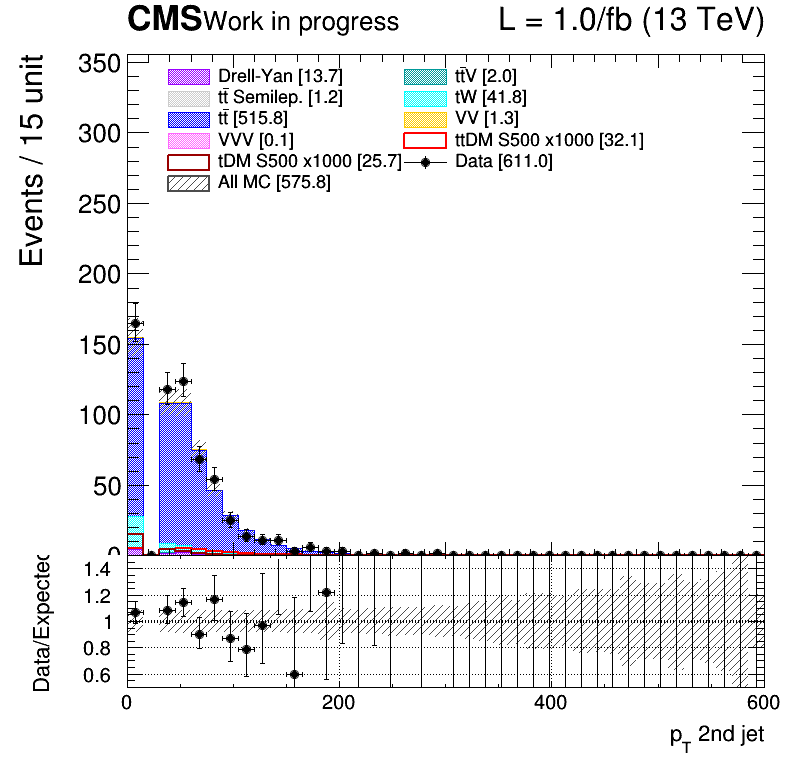 CMS Work in progress L = 1.0/fb (13 TeV)
Events / 15 unit
350
300
250
200
150
100
50
0
Drell-Yan [13.7] tt̄V [2.0]
tt̄ Semilep. [1.2] tW [41.8]
tt̄ [515.8] VV [1.3]
VVV [0.1] ttDM S500 x1000 [32.1]
tDM S500 x1000 [25.7] Data [611.0]
All MC [575.8]
Data/Expected
1.4
1.2
1
0.8
0.6
0 200 400 600
p_T 2nd jet